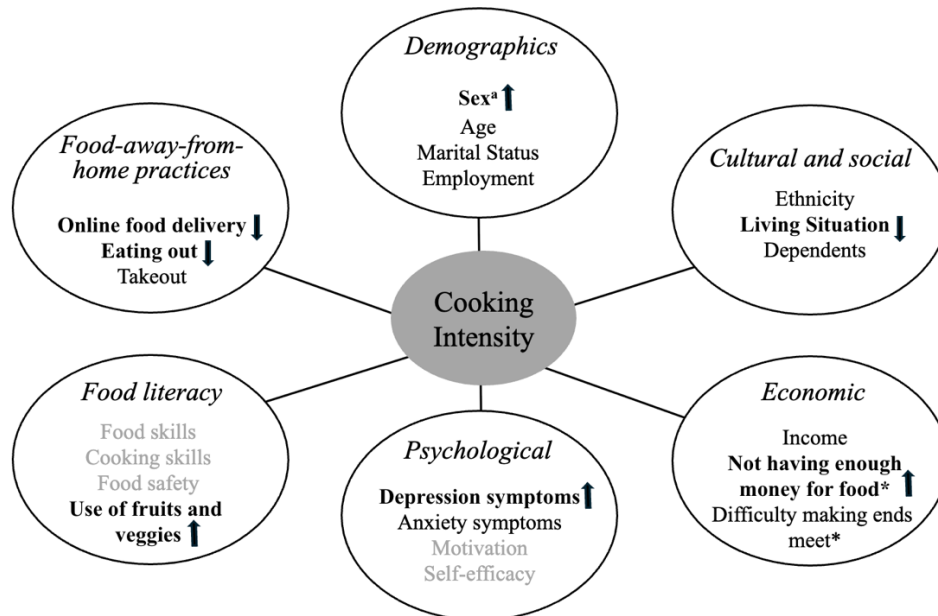 Demographics
Sexᵃ
Age
Marital Status
Employment
Food-away-from-
home practices
Online food delivery
Eating out
Takeout
Cultural and social
Ethnicity
Living Situation
Dependents
Cooking
Intensity
Food literacy
Food skills
Cooking skills
Food safety
Use of fruits and
veggies
Psychological
Depression symptoms
Anxiety symptoms
Motivation
Self-efficacy
Economic
Income
Not having enough
money for food*
Difficulty making ends
meet*